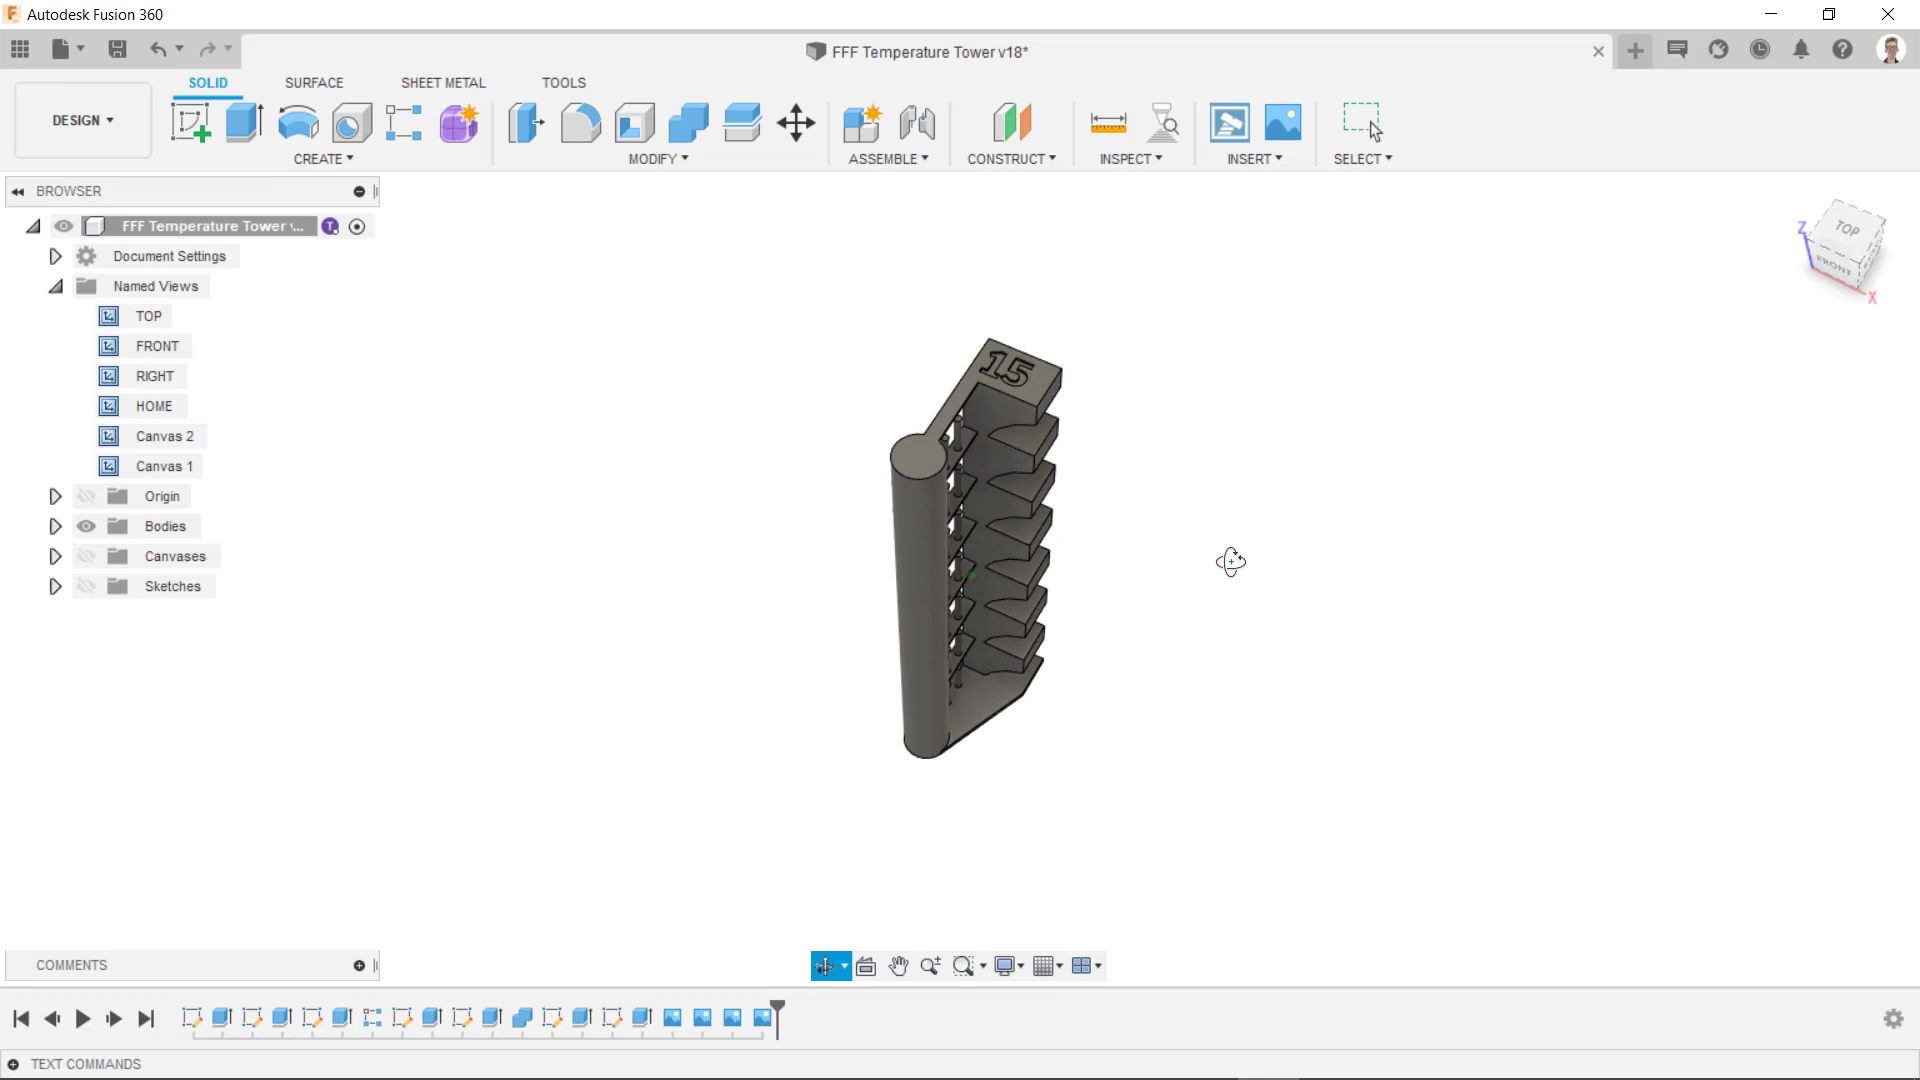 Autodesk Fusion 360
FFF Temperature Tower v18*
SOLID
SURFACE
SHEET METAL
TOOLS
DESIGN
CREATE
MODIFY
ASSEMBLE
CONSTRUCT
INSPECT
INSERT
SELECT
BROWSER
FFF Temperature Tower v...
Document Settings
Named Views
TOP
FRONT
RIGHT
HOME
Canvas 2
Canvas 1
Origin
Bodies
Canvases
Sketches
TOP
FRONT
Z
X
15
COMMENTS
TEXT COMMANDS